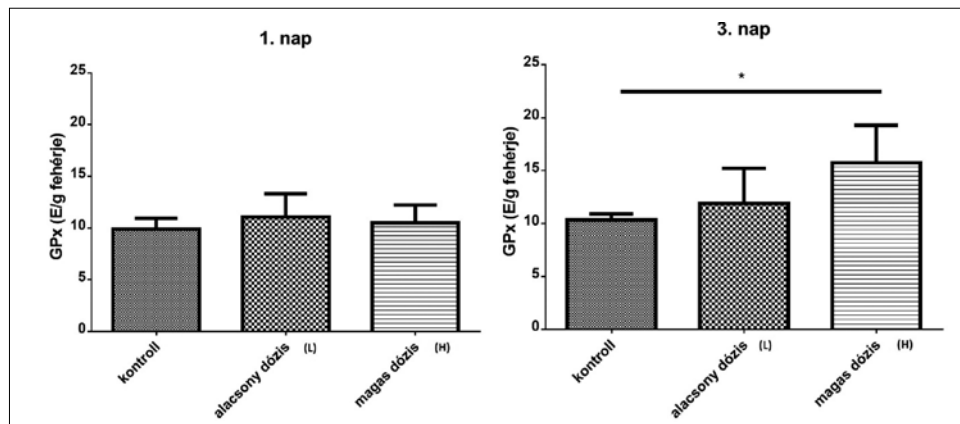 1. nap
GPx (E/g fehérje)
25
20
15
10
5
0
kontroll
alacsony dózis (L)
magas dózis (H)
3. nap
*
GPx (E/g fehérje)
25
20
15
10
5
0
kontroll
alacsony dózis (L)
magas dózis (H)